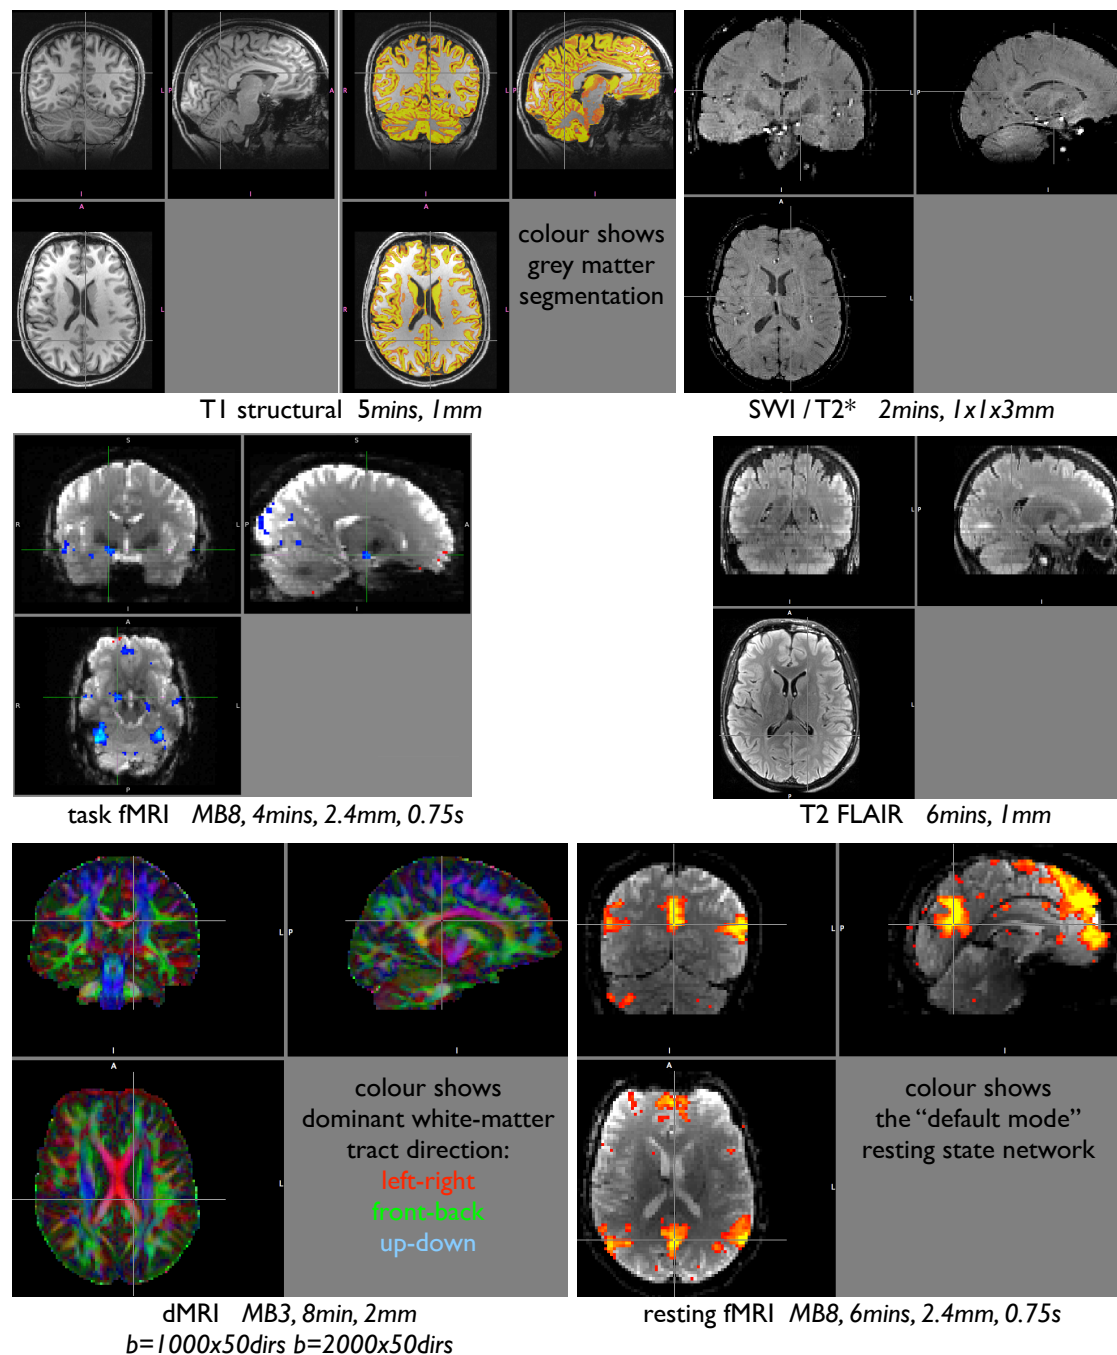 colour shows
grey matter
segmentation
T1 structural 5mins, 1mm
SWI / T2* 2mins, 1x1x3mm
task fMRI MB8, 4mins, 2.4mm, 0.75s
T2 FLAIR 6mins, 1mm
colour shows
dominant white-matter
tract direction:
left-right
front-back
up-down
colour shows
the “default mode”
resting state network
dMRI MB3, 8min, 2mm
b=1000x50dirs b=2000x50dirs
resting fMRI MB8, 6mins, 2.4mm, 0.75s